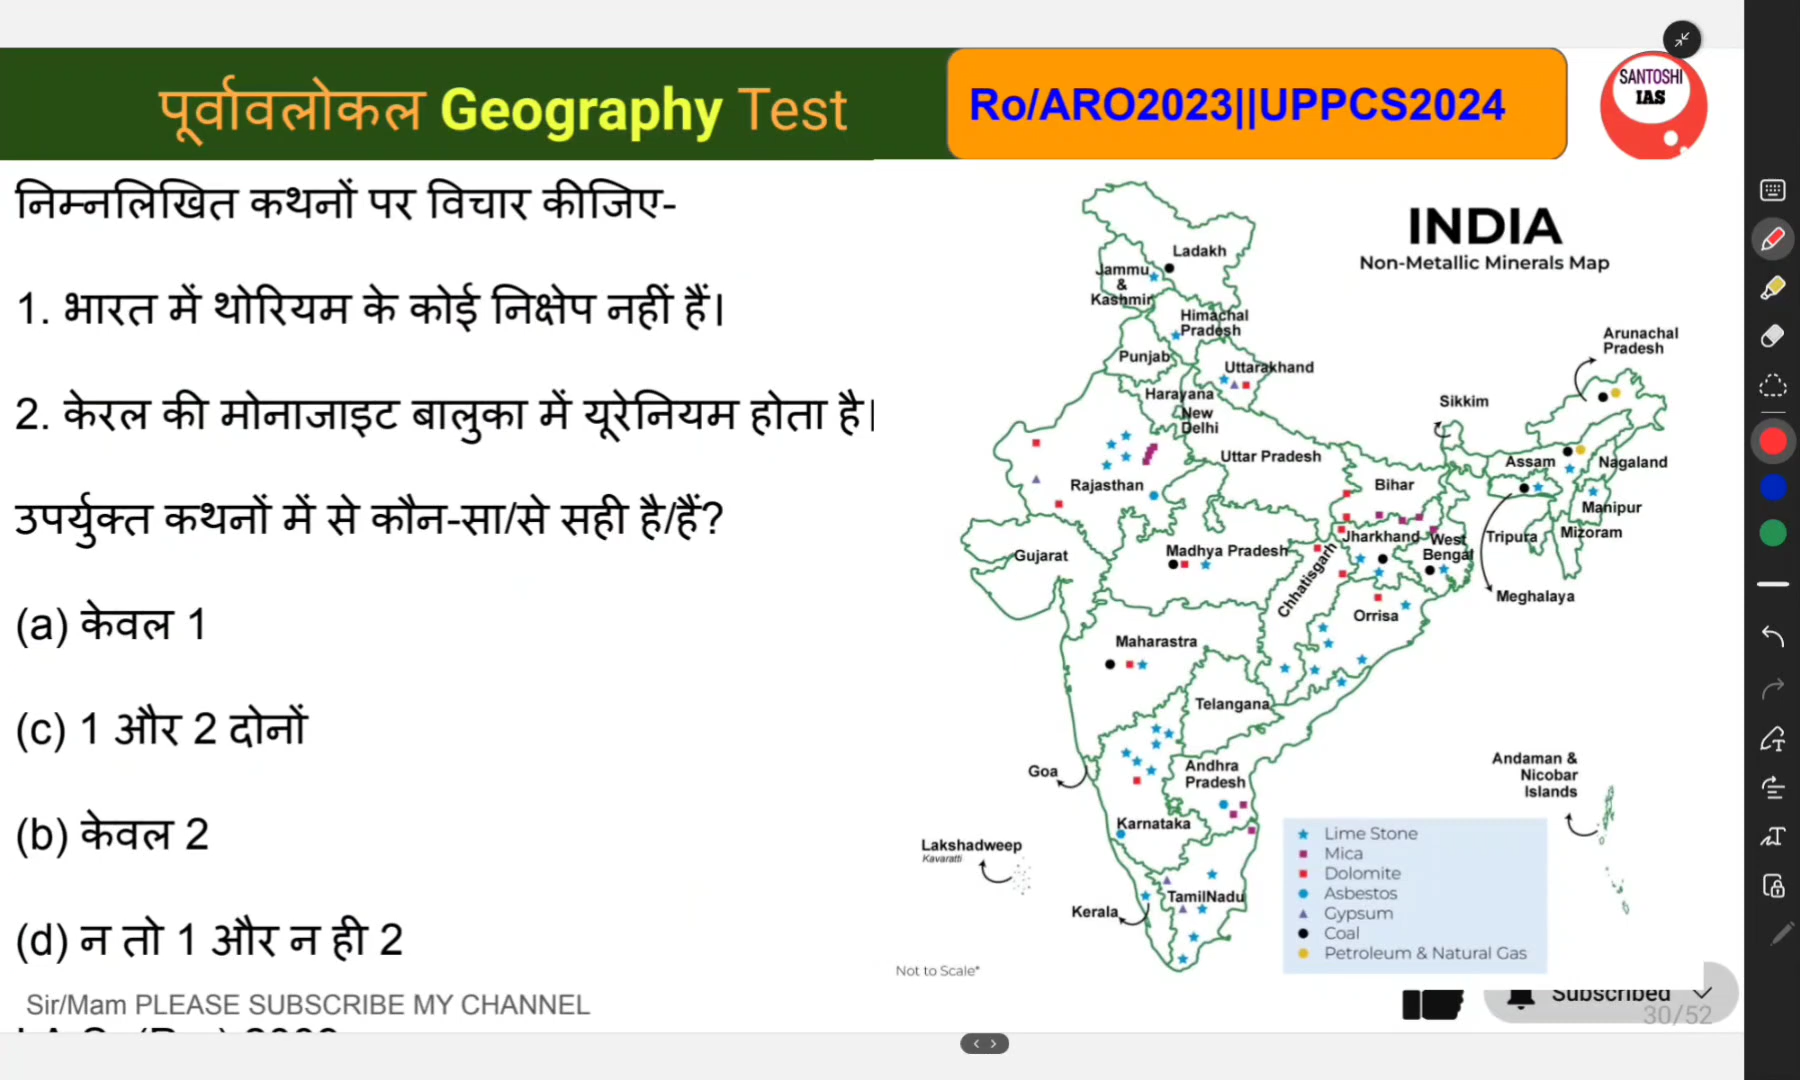 पूर्वावलोकल Geography Test
Ro/ARO2023||UPPCS2024
SANTOSHI
IAS
निम्नलिखित कथनों पर विचार कीजिए-
1. भारत में थोरियम के कोई निक्षेप नहीं हैं।
2. केरल की मोनाजाइट बालुका में यूरेनियम होता है।
उपर्युक्त कथनों में से कौन-सा/से सही है/हैं?
(a) केवल 1
(c) 1 और 2 दोनों
(b) केवल 2
(d) न तो 1 और न ही 2
Sir/Mam PLEASE SUBSCRIBE MY CHANNEL
INDIA
Non-Metallic Minerals Map
Ladakh
Jammu
&
Kashmir
Himachal
Pradesh
Punjab
Uttarakhand
Harayana
New
Delhi
Arunachal
Pradesh
Sikkim
Uttar Pradesh
Assam
Nagaland
Rajasthan
Bihar
Manipur
Gujarat
Madhya Pradesh
Jharkhand
West
Bengal
Tripura
Mizoram
Chhatisgarh
Meghalaya
Orrisa
Maharastra
Telangana
Goa
Andhra
Pradesh
Andaman &
Nicobar
Islands
Karnataka
Lakshadweep
Kavaratti
TamilNadu
Kerala
Lime Stone
Mica
Dolomite
Asbestos
Gypsum
Coal
Petroleum & Natural Gas
Not to Scale*
Subscribed
30/52